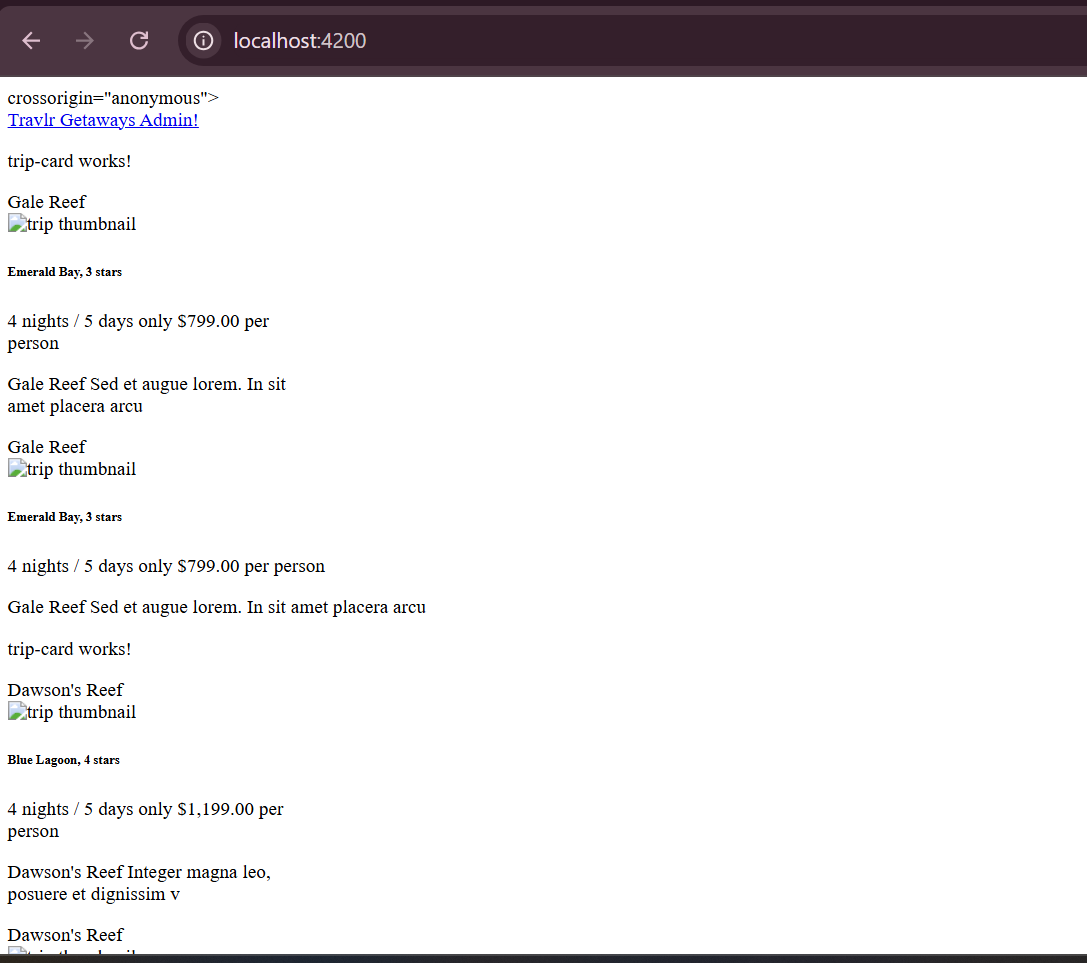 localhost:4200
crossorigin="anonymous">
Travlr Getaways Admin!
trip-card works!
Gale Reef
trip thumbnail
Emerald Bay, 3 stars
4 nights / 5 days only $799.00 per
person
Gale Reef Sed et augue lorem. In sit
amet placera arcu
Gale Reef
trip thumbnail
Emerald Bay, 3 stars
4 nights / 5 days only $799.00 per person
Gale Reef Sed et augue lorem. In sit amet placera arcu
trip-card works!
Dawson's Reef
trip thumbnail
Blue Lagoon, 4 stars
4 nights / 5 days only $1,199.00 per
person
Dawson's Reef Integer magna leo,
posuere et dignissim v
Dawson's Reef